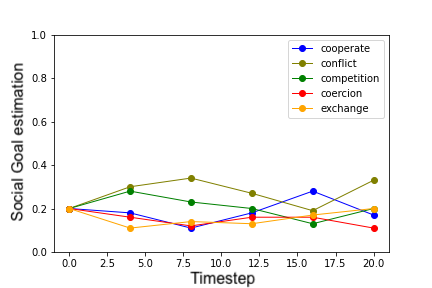 1.0
0.8
0.6
0.4
0.2
0.0
Social Goal estimation
cooperate
conflict
competition
coercion
exchange
0.0 2.5 5.0 7.5 10.0 12.5 15.0 17.5 20.0
Timestep